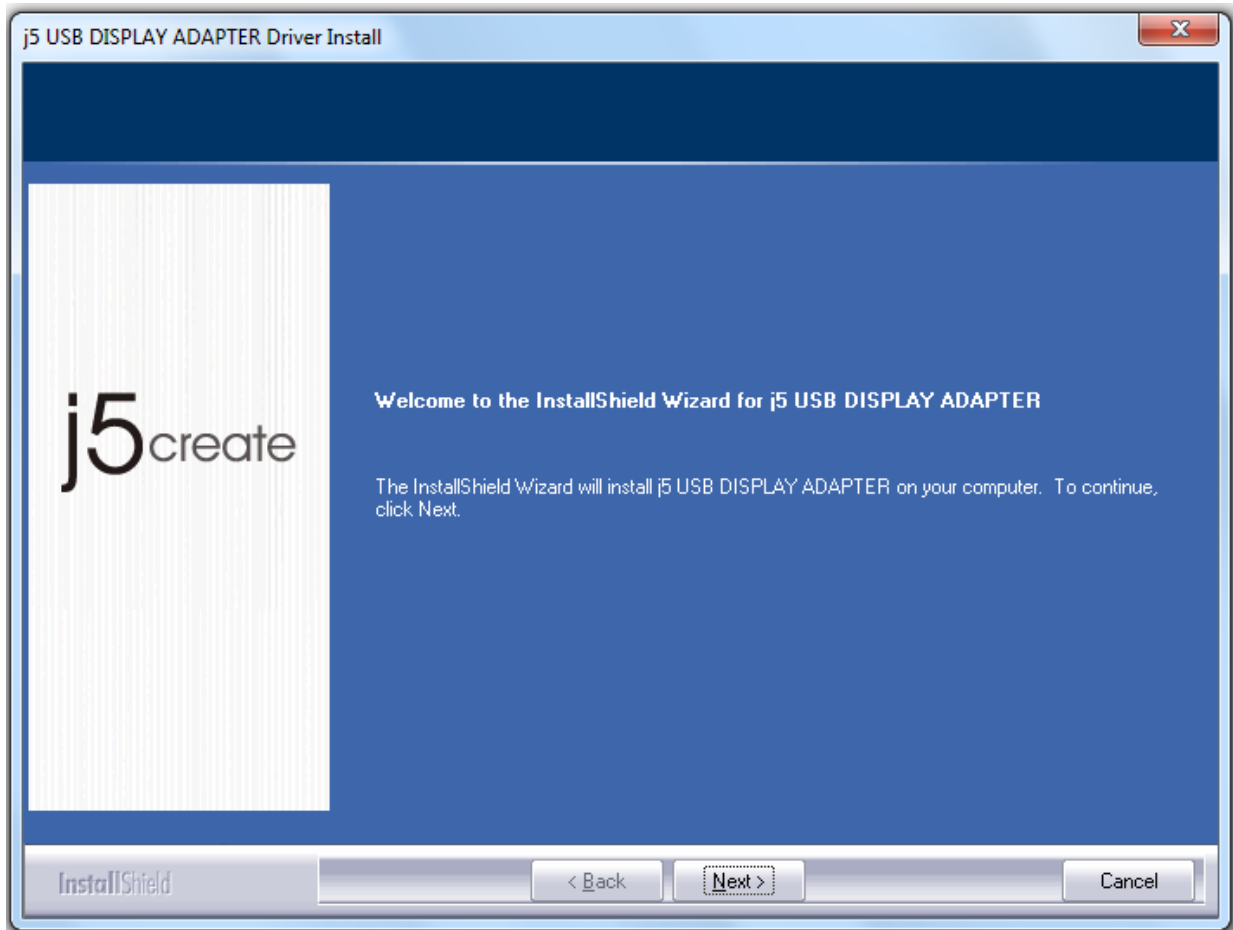 j5 USB DISPLAY ADAPTER Driver Install
j5create
Welcome to the InstallShield Wizard for j5 USB DISPLAY ADAPTER
The InstallShield Wizard will install j5 USB DISPLAY ADAPTER on your computer. To continue,
click Next.
InstallShield
< Back
Next >
Cancel